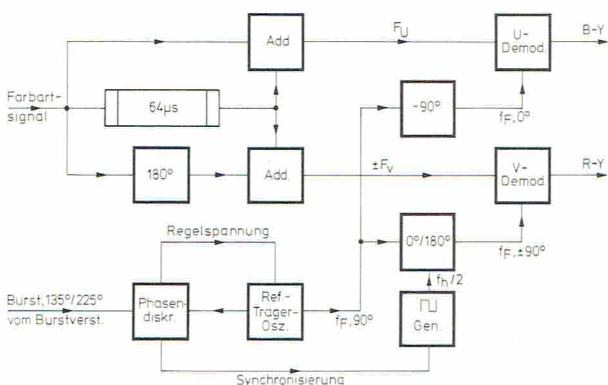 Add.
F_U
U-
Demod.
B-Y
Farbart-
signal
64µs
-90°
f_F,0°
180°
Add.
±F_V
V-
Demod.
R-Y
Regelspannung
0°/180°
f_F,±90°
Burst,135°/225°
vom Burstverst.
Phasen-
diskr.
Ref.-
Träger-
Osz.
f_F,90°
f_h/2
Gen.
Synchronisierung